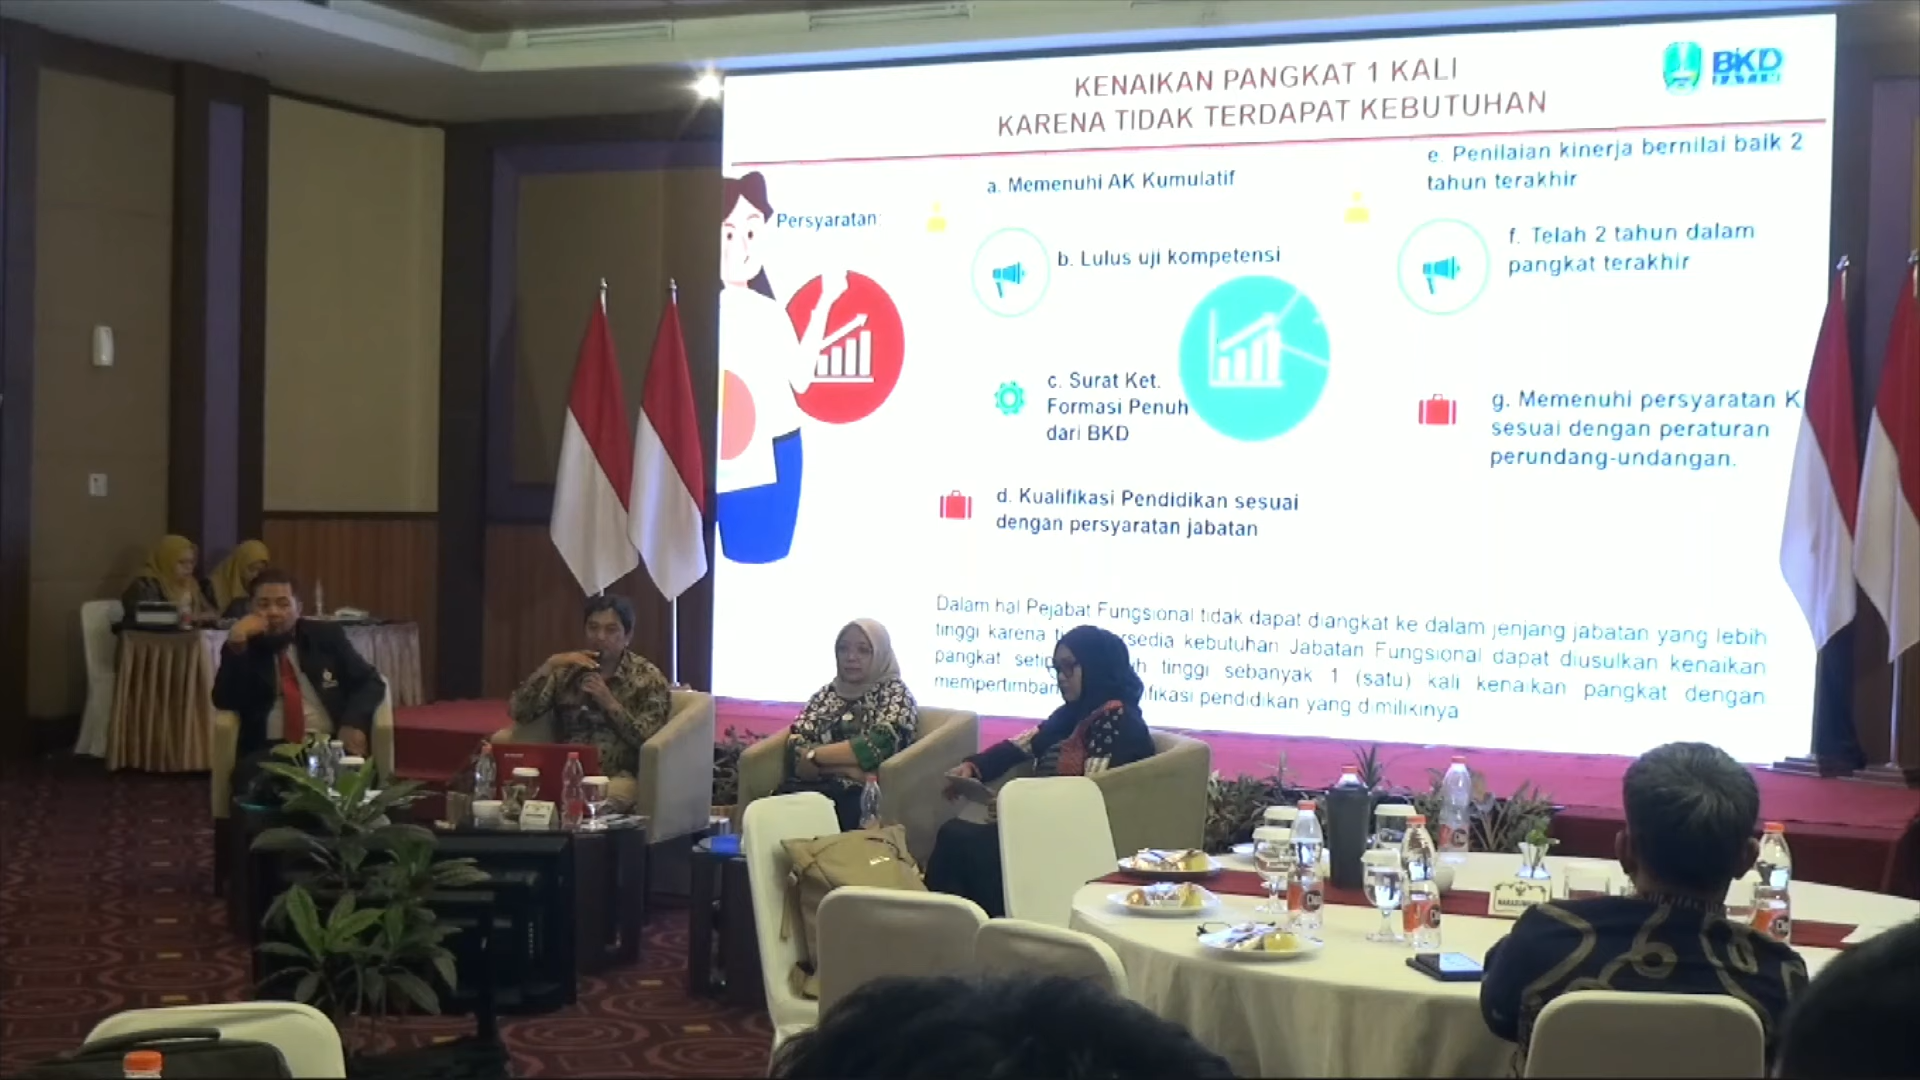 KENAIKAN PANGKAT 1 KALI
KARENA TIDAK TERDAPAT KEBUTUHAN
BKD
Persyaratan:
a. Memenuhi AK Kumulatif
b. Lulus uji kompetensi
c. Surat Ket.
Formasi Penuh
dari BKD
d. Kualifikasi Pendidikan sesuai
dengan persyaratan jabatan
e. Penilaian kinerja bernilai baik 2
tahun terakhir
f. Telah 2 tahun dalam
pangkat terakhir
g. Memenuhi persyaratan K
sesuai dengan peraturan
perundang-undangan.
Dalam hal Pejabat Fungsional tidak dapat diangkat ke dalam jenjang jabatan yang lebih
tinggi karena kebutuhan Jabatan Fungsional dapat diusulkan kenaikan
pangkat tinggi sebanyak 1 (satu) kali kenaikan pangkat dengan
pendidikan yang dimilikinya